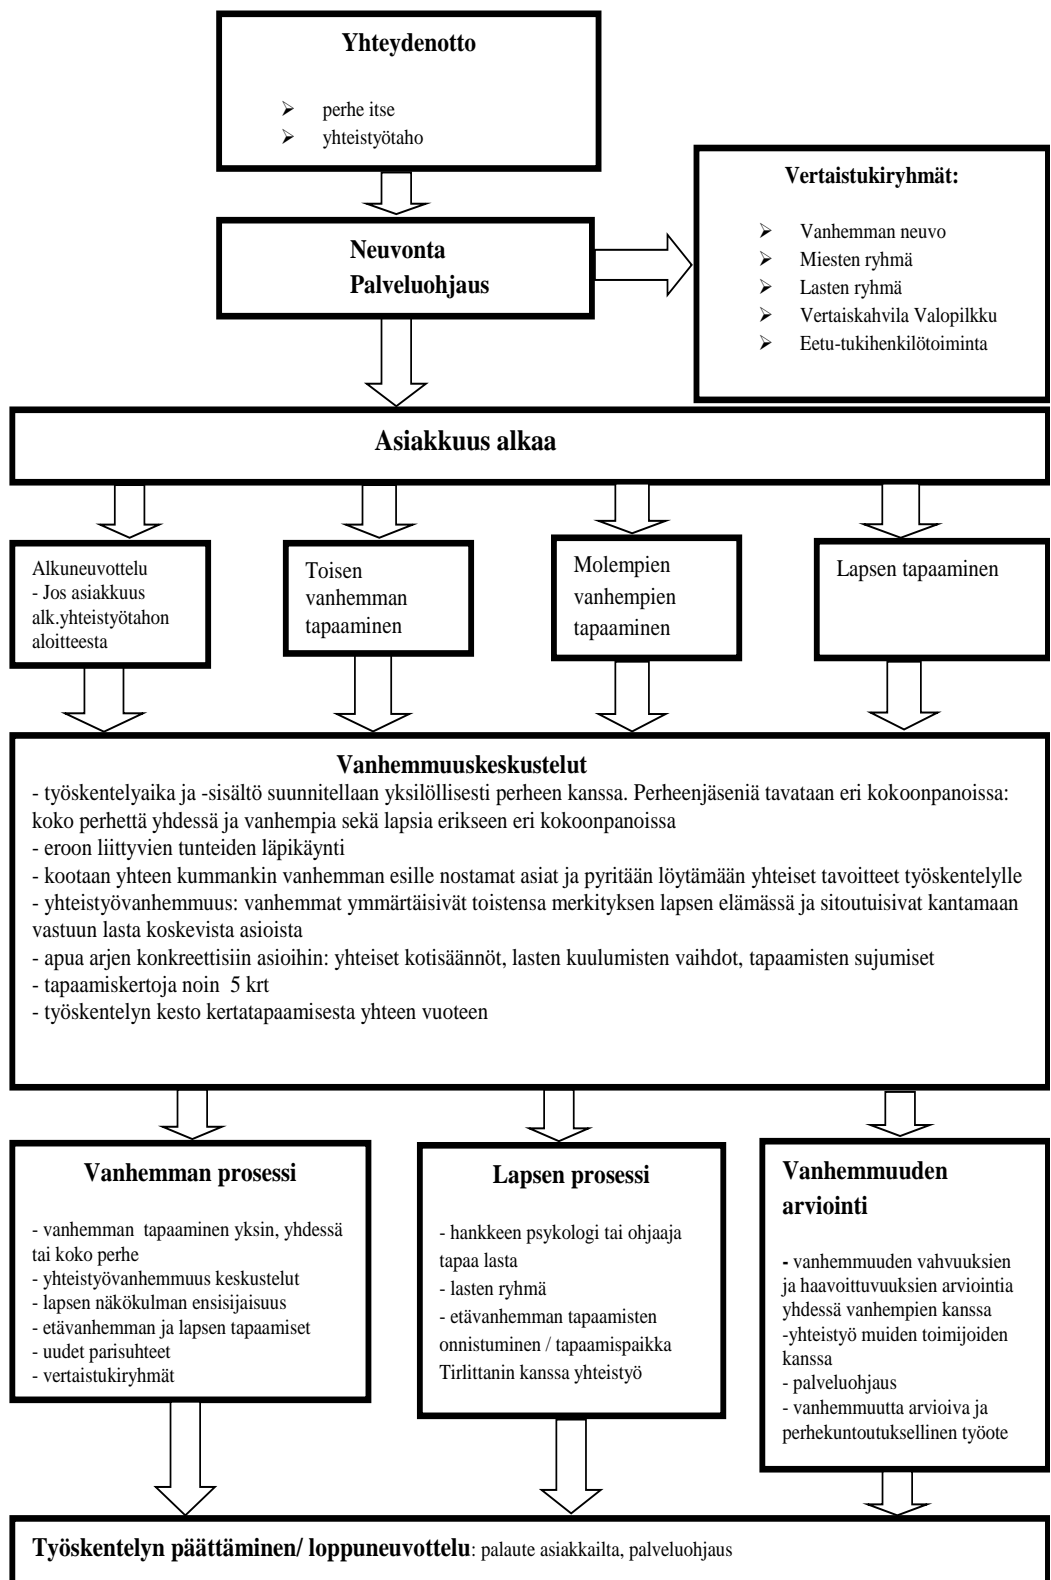 Yhteydenotto
➢ perhe itse
➢ yhteistyötaho
Vertaistukiryhmät:
➢ Vanhemman neuvo
➢ Miesten ryhmä
➢ Lasten ryhmä
➢ Vertaiskahvila Valopilkku
➢ Eetu-tukihenkilötoiminta
Neuvonta
Palveluohjaus
Asiakkuus alkaa
Alkuneuvottelu
- Jos asiakkuus
alk.yhteistyötahon
aloitteesta
Toisen
vanhemman
tapaaminen
Molempien
vanhempien
tapaaminen
Lapsen tapaaminen
Vanhemmuuskeskustelut
- työskentelyaika ja -sisältö suunnitellaan yksilöllisesti perheen kanssa. Perheenjäseniä tavataan eri kokoonpanoissa:
koko perhettä yhdessä ja vanhempia sekä lapsia erikseen eri kokoonpanoissa
- eroon liittyvien tunteiden läpikäynti
- kootaan yhteen kummankin vanhemman esille nostamat asiat ja pyritään löytämään yhteiset tavoitteet työskentelylle
- yhteistyövanhemmuus: vanhemmat ymmärtäisivät toistensa merkityksen lapsen elämässä ja sitoutuisivat kantamaan
vastuun lasta koskevista asioista
- apua arjen konkreettisiin asioihin: yhteiset kotisäännöt, lasten kuulumisten vaihdot, tapaamisten sujumiset
- tapaamiskertoja noin 5 krt
- työskentelyn kesto kertatapaamisesta yhteen vuoteen
Vanhemman prosessi
- vanhemman tapaaminen yksin, yhdessä
tai koko perhe
- yhteistyövanhemmuus keskustelut
- lapsen näkökulman ensisijaisuus
- etävanhemman ja lapsen tapaamiset
- uudet parisuhteet
- vertaistukiryhmät
Lapsen prosessi
- hankkeen psykologi tai ohjaaja
tapaa lasta
- lasten ryhmä
- etävanhemman tapaamisten
onnistuminen / tapaamispaikka
Tirlittanin kanssa yhteistyö
Vanhemmuuden
arviointi
- vanhemmuuden vahvuuksien
ja haavoittuvuuksien arviointia
yhdessä vanhempien kanssa
-yhteistyö muiden toimijoiden
kanssa
- palveluohjaus
- vanhemmuutta arvioiva ja
perhekuntoutuksellinen työote
Työskentelyn päättäminen/ loppuneuvottelu: palaute asiakkailta, palveluohjaus